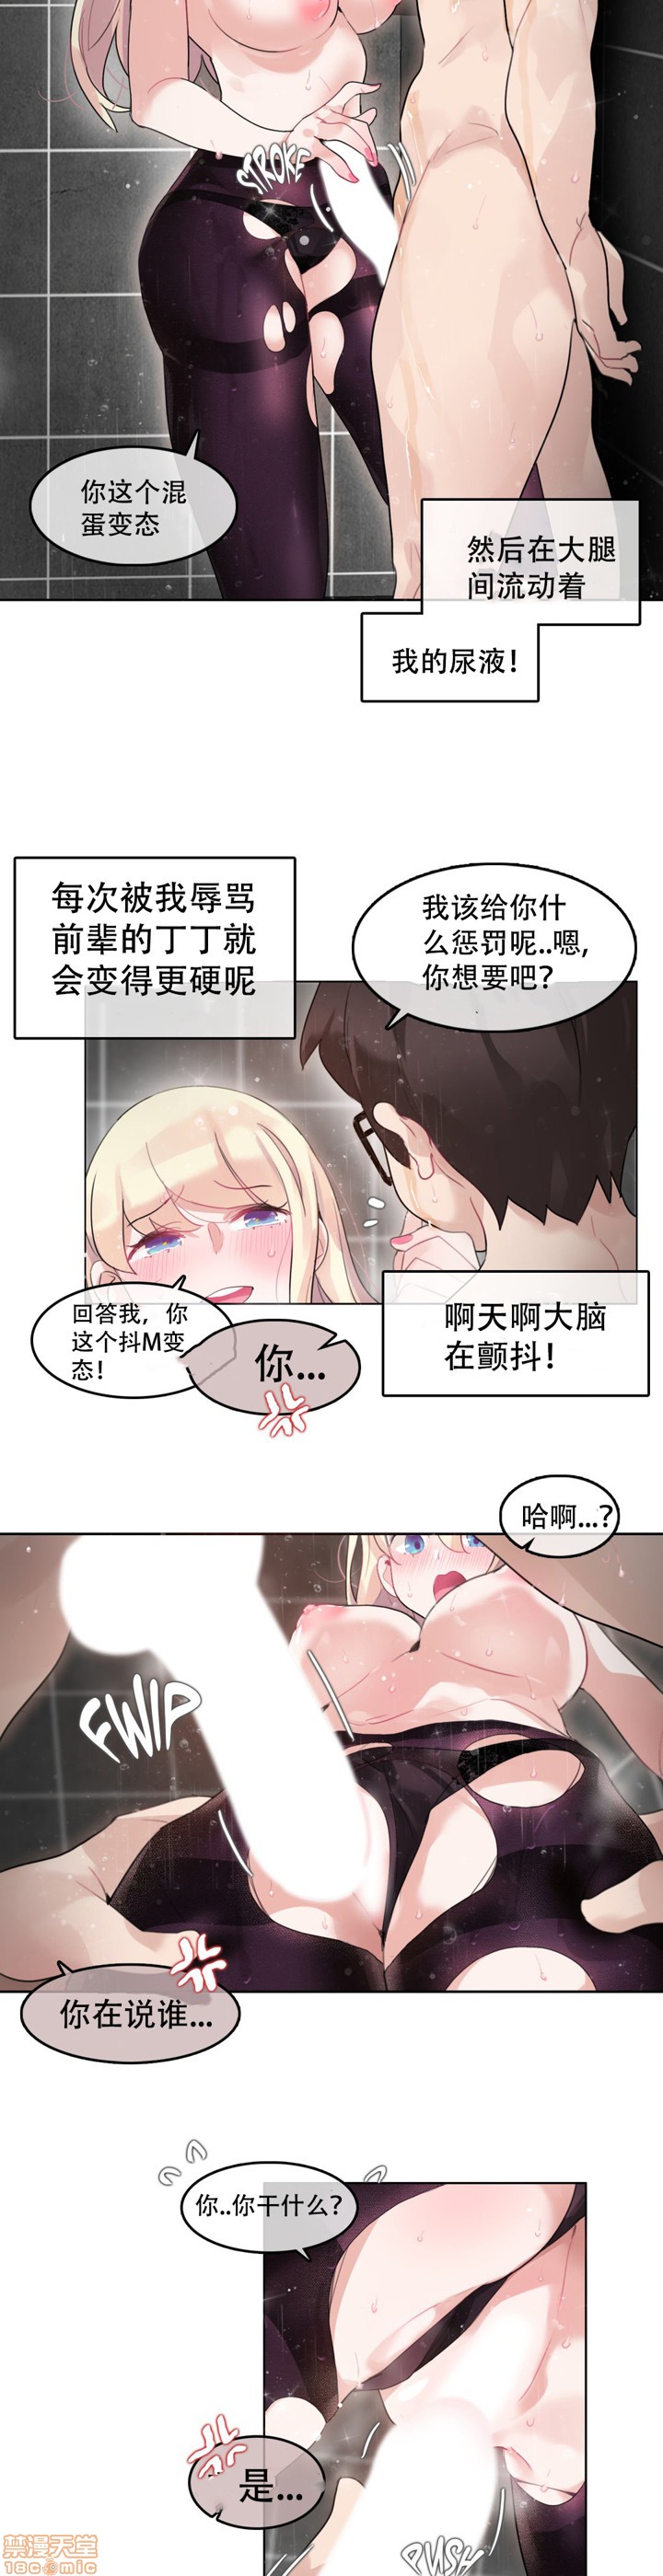 STROKE
你这个混
蛋变态
然后在大腿
间流动着
我的尿液!
每次被我辱骂
前辈的丁丁就
会变得更硬呢
我该给你什
么惩罚呢..嗯,
你想要吧?
回答我, 你
这个抖M变
态!
你...
啊天啊大脑
在颤抖!
哈啊...?
FWIP
你在说谁...
你..你干什么?
是...
PUSH
禁漫天堂
18comic